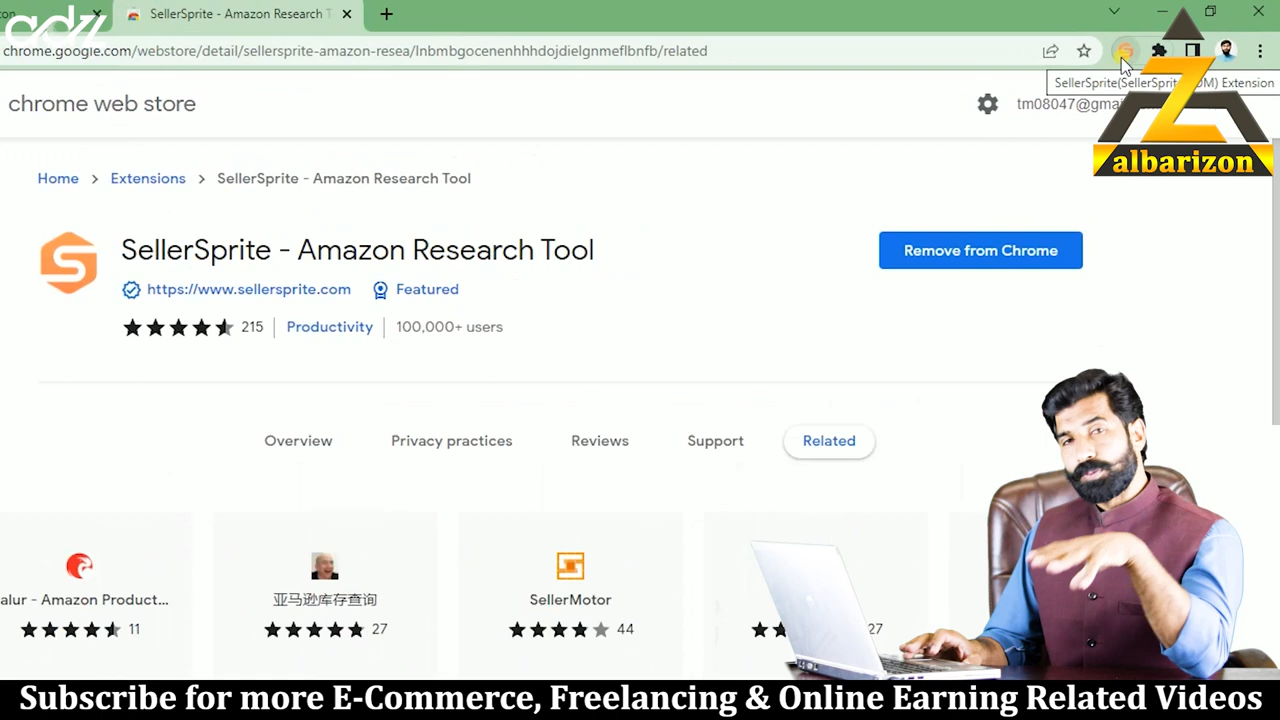 SellerSprite - Amazon Research T
chrome.google.com/webstore/detail/sellersprite-amazon-resea/lnbmbgocenenhhhdojdielgnmeflbnfb/related
SellerSprite(SellerSprit DM) Extension
chrome web store
tm08047@gma
Z
albarizon
Home > Extensions > SellerSprite - Amazon Research Tool
SellerSprite - Amazon Research Tool
Remove from Chrome
https://www.sellersprite.com Featured
215 Productivity 100,000+ users
Overview Privacy practices Reviews Support Related
alur - Amazon Product... 亚马逊库存查询 SellerMotor
11 27 44 27
Subscribe for more E-Commerce, Freelancing & Online Earning Related Videos